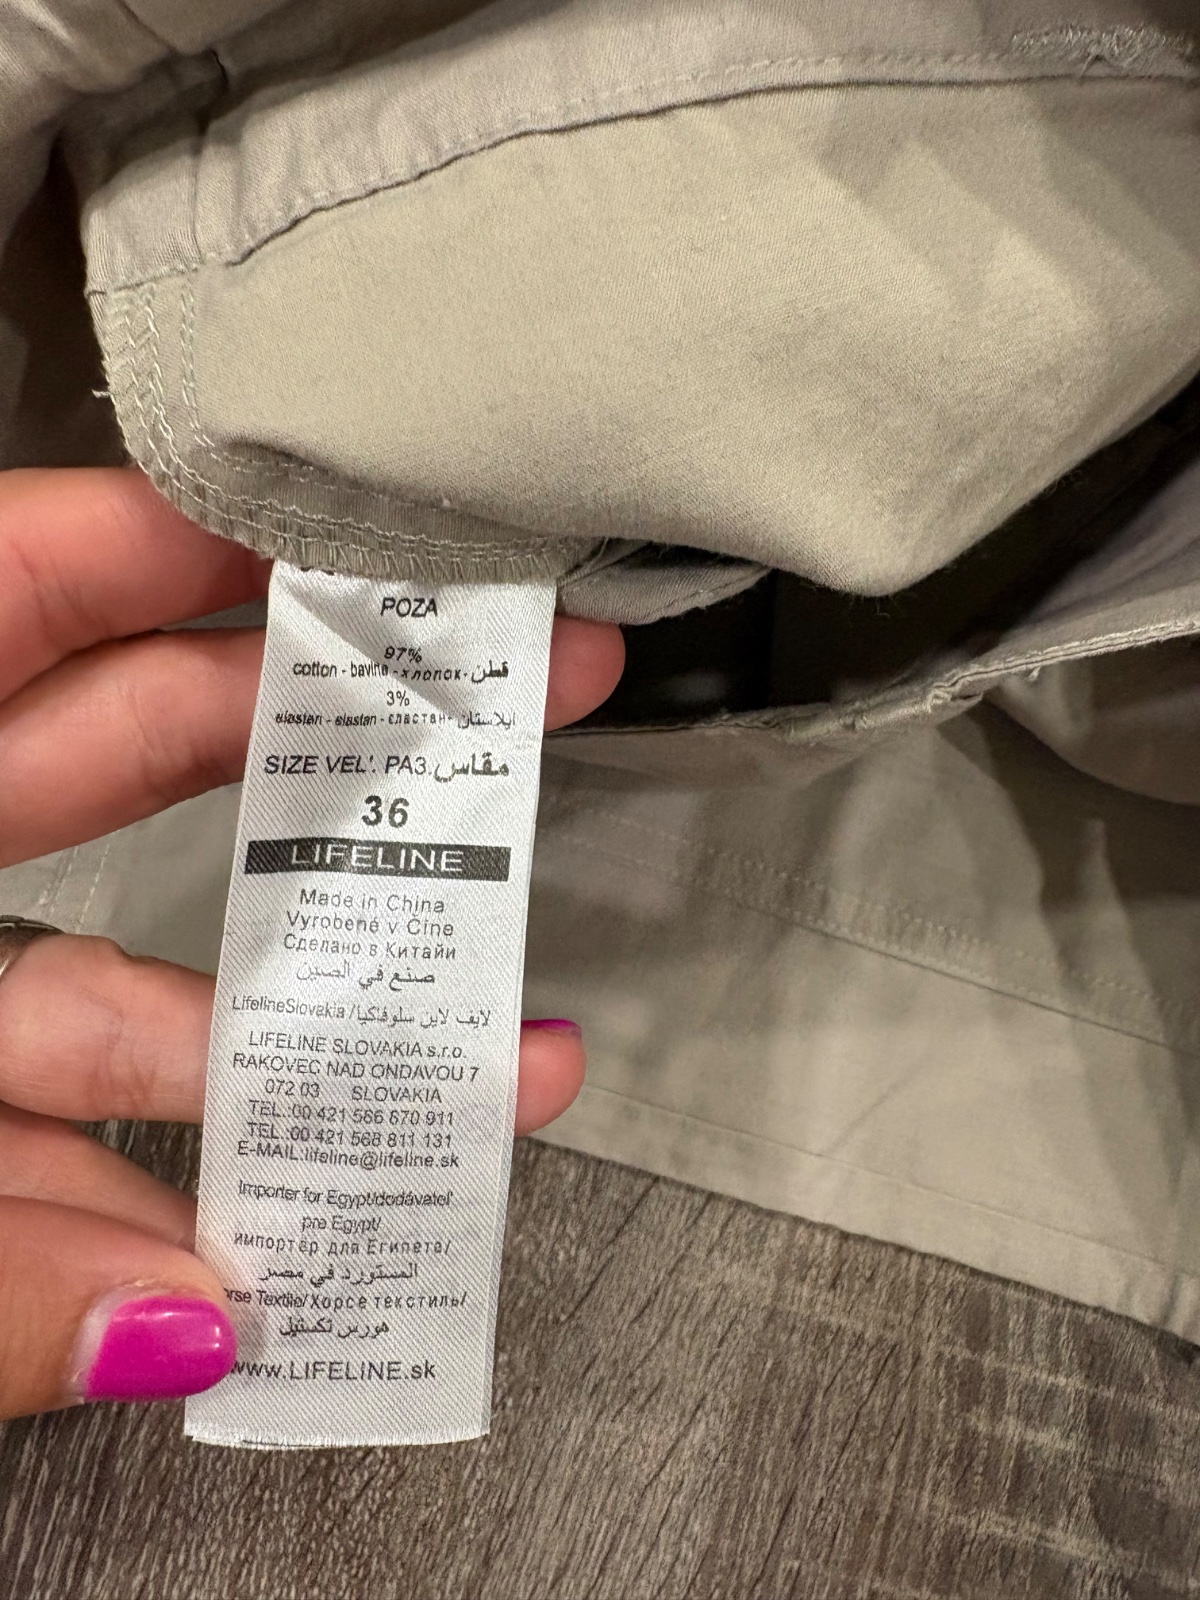 POZA
97%
cotton - bavlna - хлопок - قطن
3%
elastan - elastan - еластан - ايلاستان
SIZE VEL'. РАЗ. مقاس
36
LIFELINE
Made in China
Vyrobené v Číne
Сделано в Китайи
صنع في الصين
LifelineSlovakia / لايف لاين سلوفاكيا
LIFELINE SLOVAKIA s.r.o.
RAKOVEC NAD ONDAVOU 7
072 03 SLOVAKIA
TEL.:00 421 566 670 911
TEL.:00 421 568 811 131
E-MAIL:lifeline@lifeline.sk
Importer for Egypt/dodávateľ
pre Egypt/
импортёр для Египета/
المستورد في مصر
Textile/Хорсе текстиль/
هورس تكستيل
www.LIFELINE.sk